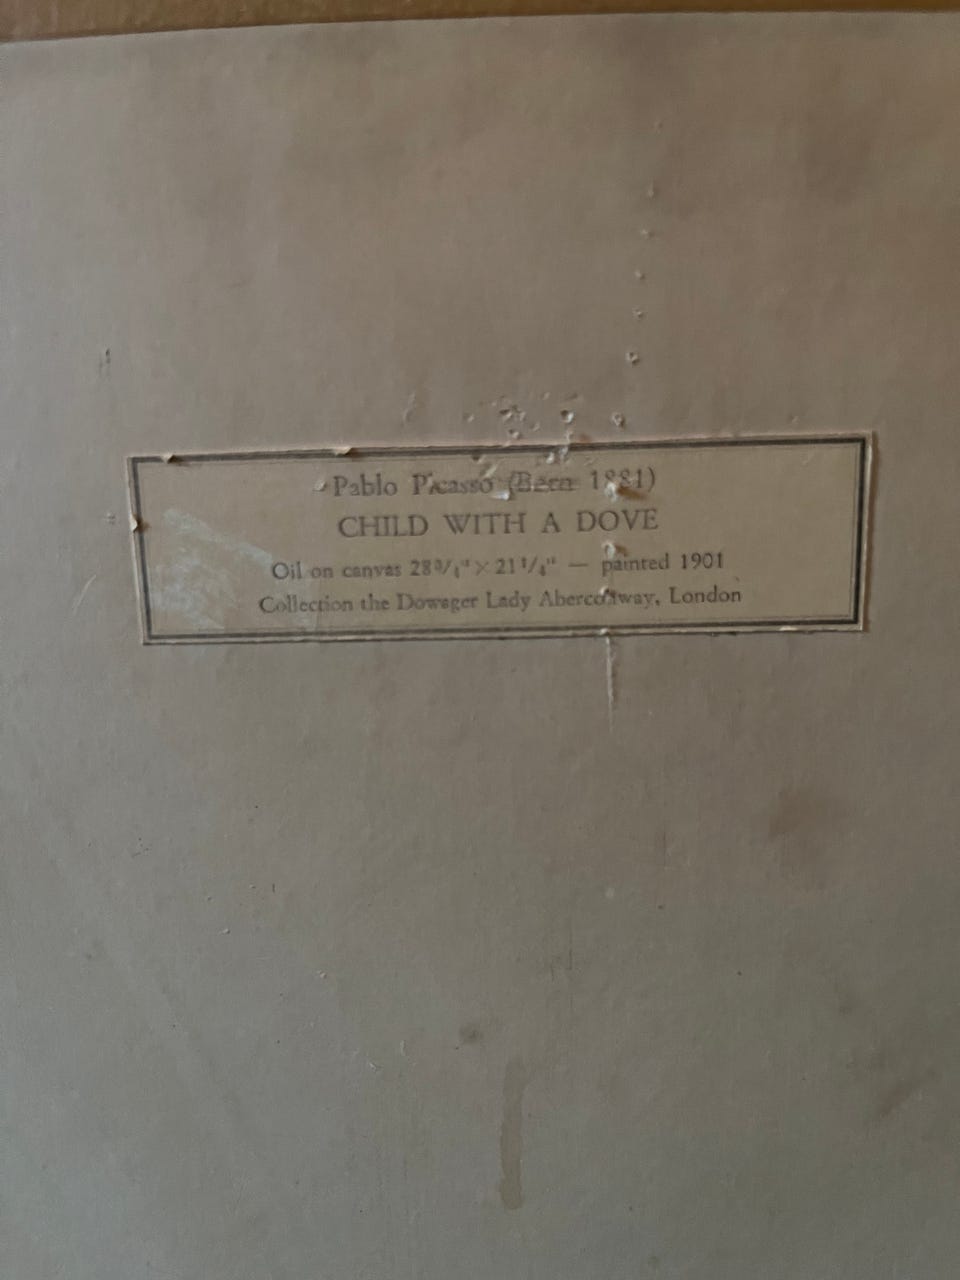 Pablo Picasso (Born 1881)
CHILD WITH A DOVE
Oil on canvas 28¾" × 21¼" — painted 1901
Collection the Dowager Lady Aberconway, London